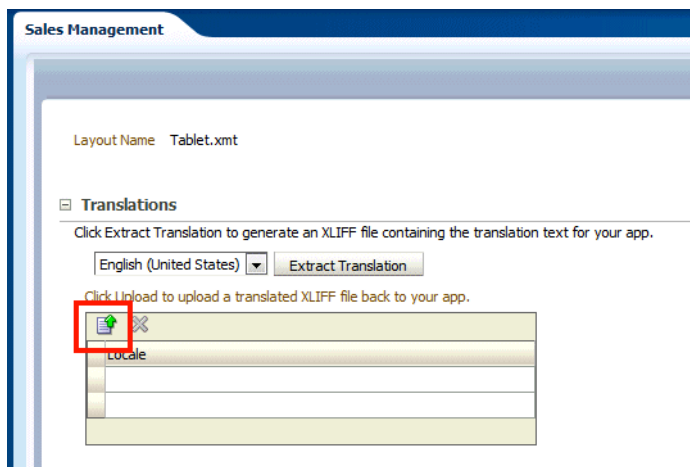 Sales Management
Layout Name Tablet.xmt
Translations
Click Extract Translation to generate an XLIFF file containing the translation text for your app.
English (United States) Extract Translation
Click Upload to upload a translated XLIFF file back to your app.
Locale